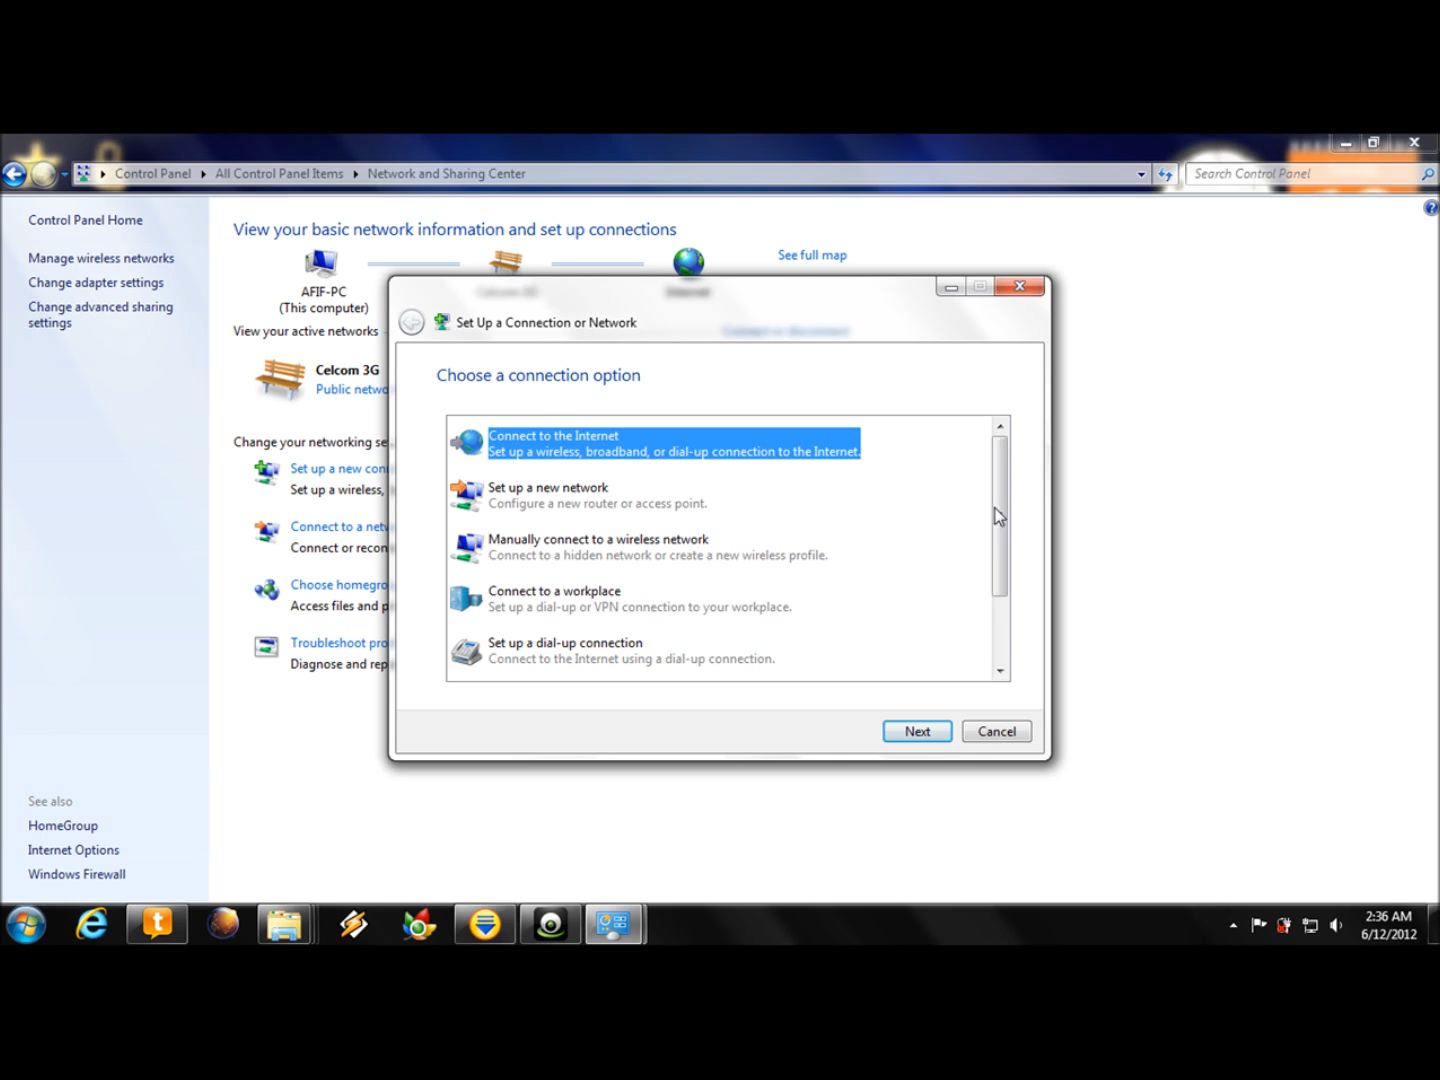 Control Panel
All Control Panel Items
Network and Sharing Center
Search Control Panel
Control Panel Home
Manage wireless networks
Change adapter settings
Change advanced sharing
settings
See also
HomeGroup
Internet Options
Windows Firewall
View your basic network information and set up connections
See full map
AFIF-PC
(This computer)
Celcom 3G
Internet
View your active networks
Connect or disconnect
Celcom 3G
Public netwo
Change your networking se
Set up a new con
Set up a wireless,
Connect to a net
Connect or recon
Choose homegro
Access files and p
Troubleshoot pro
Diagnose and rep
Set Up a Connection or Network
Choose a connection option
Connect to the Internet
Set up a wireless, broadband, or dial-up connection to the Internet.
Set up a new network
Configure a new router or access point.
Manually connect to a wireless network
Connect to a hidden network or create a new wireless profile.
Connect to a workplace
Set up a dial-up or VPN connection to your workplace.
Set up a dial-up connection
Connect to the Internet using a dial-up connection.
Next
Cancel
2:36 AM
6/12/2012